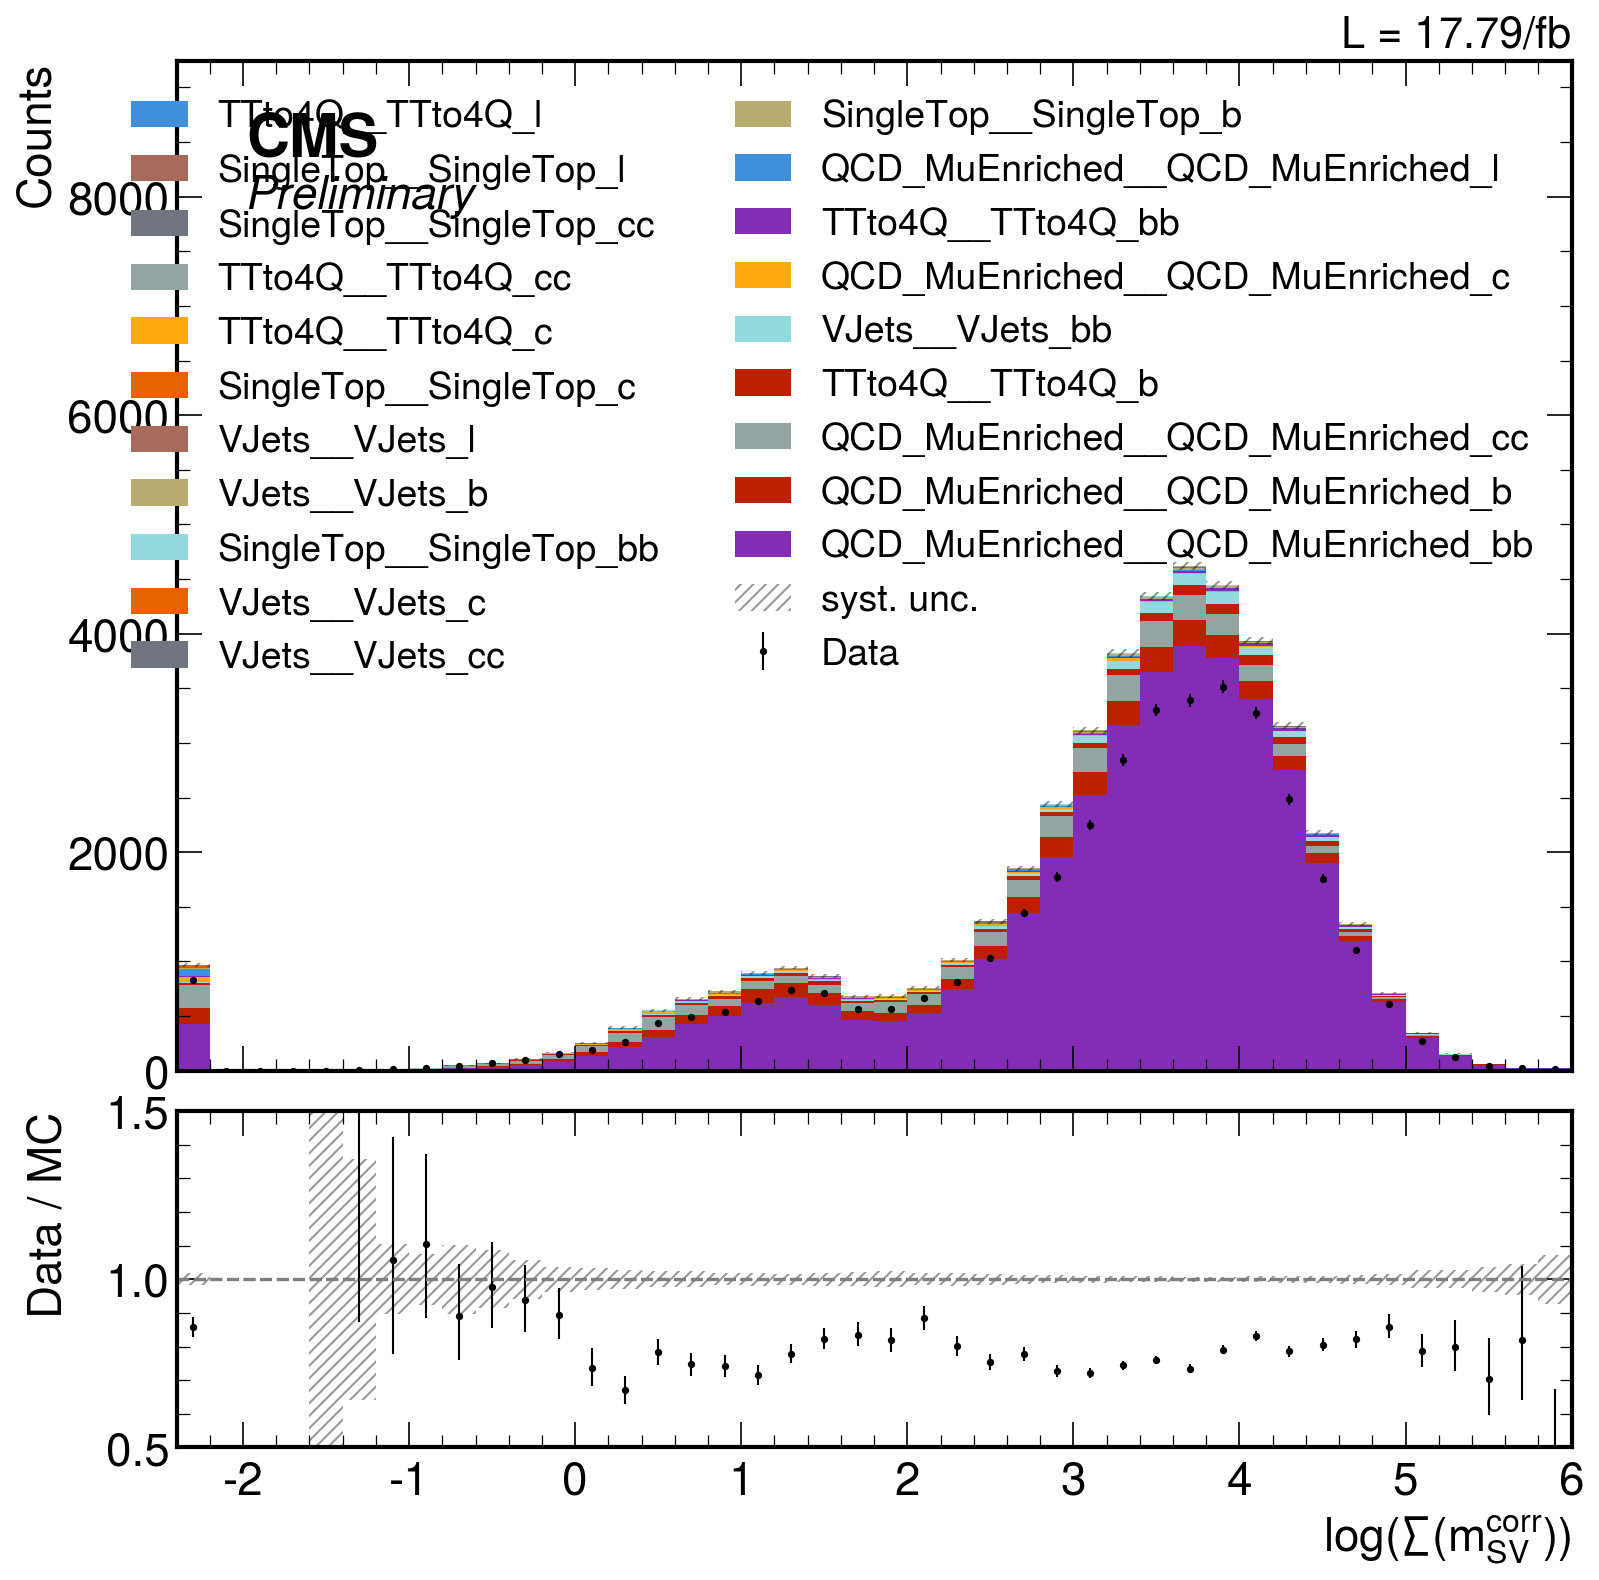 L = 17.79/fb
Counts
CMS
Preliminary
TTto4Q__TTto4Q_l
SingleTop__SingleTop_l
SingleTop__SingleTop_cc
TTto4Q__TTto4Q_cc
TTto4Q__TTto4Q_c
SingleTop__SingleTop_c
VJets__VJets_l
VJets__VJets_b
SingleTop__SingleTop_bb
VJets__VJets_c
VJets__VJets_cc
SingleTop__SingleTop_b
QCD_MuEnriched__QCD_MuEnriched_l
TTto4Q__TTto4Q_bb
QCD_MuEnriched__QCD_MuEnriched_c
VJets__VJets_bb
TTto4Q__TTto4Q_b
QCD_MuEnriched__QCD_MuEnriched_cc
QCD_MuEnriched__QCD_MuEnriched_b
QCD_MuEnriched__QCD_MuEnriched_bb
syst. unc.
Data
8000
6000
4000
2000
0
Data / MC
1.5
1.0
0.5
-2 -1 0 1 2 3 4 5 6
log(∑(m_SV^corr))